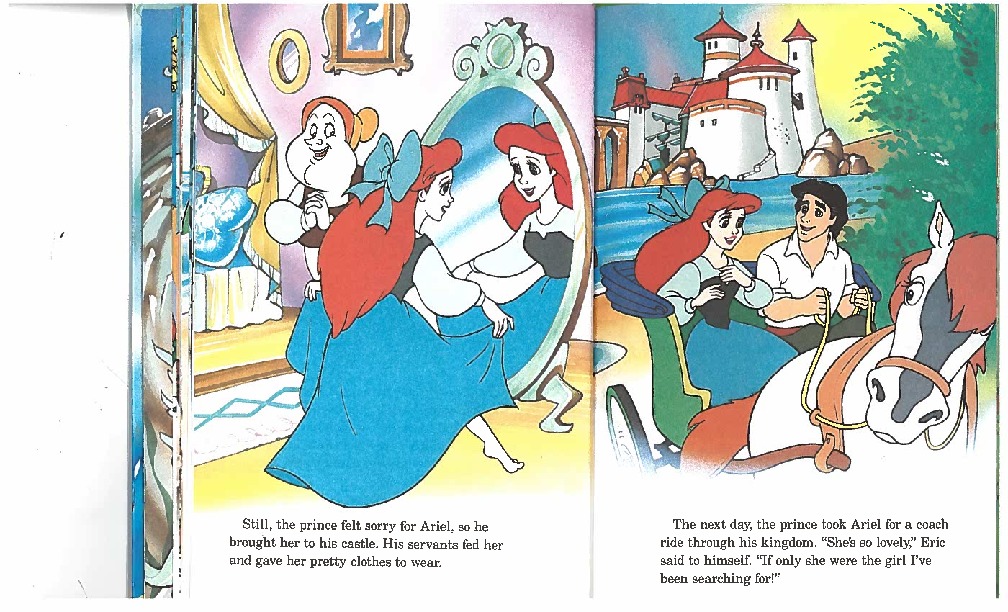 Still, the prince felt sorry for Ariel, so he
brought her to his castle. His servants fed her
and gave her pretty clothes to wear.
The next day, the prince took Ariel for a coach
ride through his kingdom. “She's so lovely,” Eric
said to himself. “If only she were the girl I've
been searching for!”